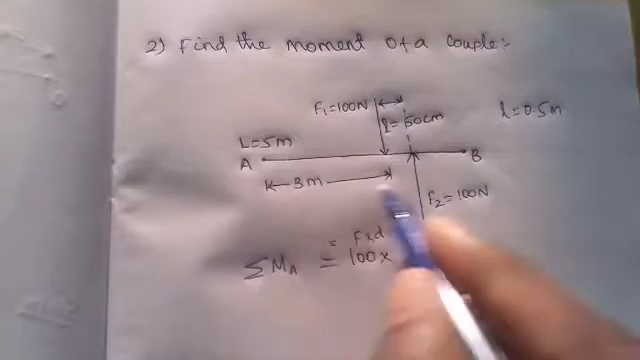 2) Find the moment of a couple:
F₁=100N
l=50cm
l=0.5m
L=5m
A
B
3m
F₂=100N
= F×d
ΣMA = 100×